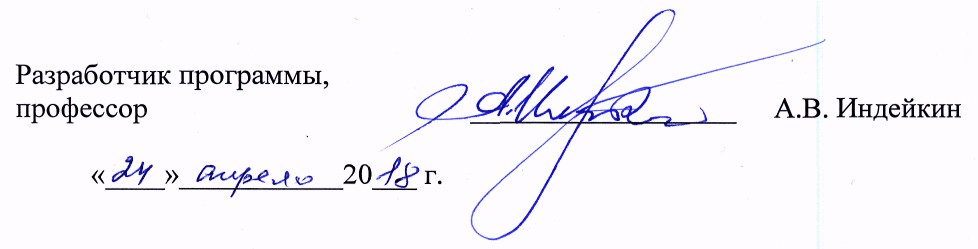 Разработчик программы,
профессор А.В. Индейкин
«24» апреля 2018 г.